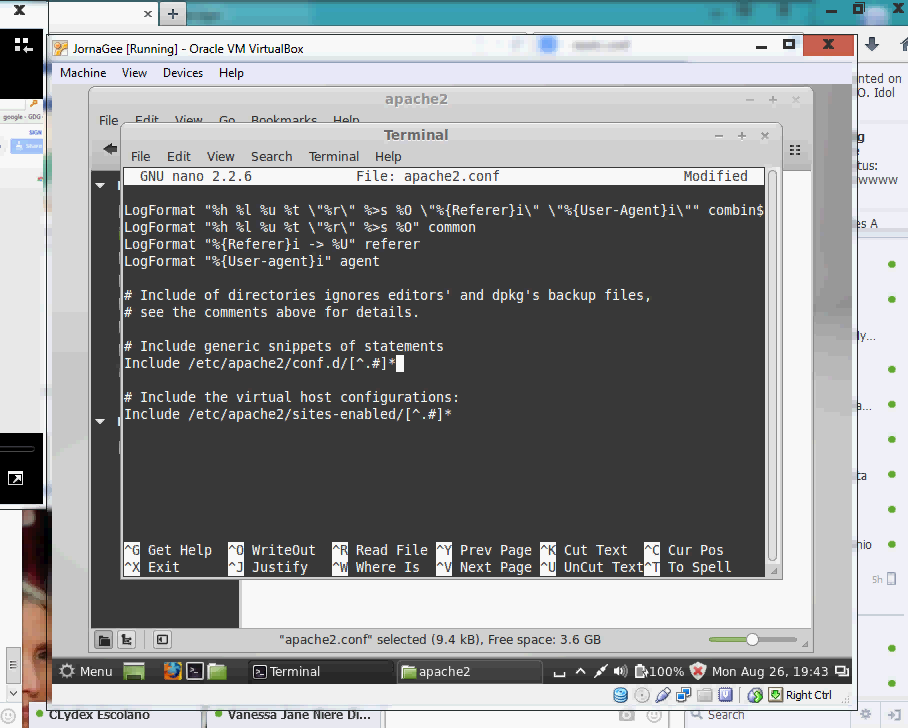 JornaGee [Running] - Oracle VM VirtualBox
Machine View Devices Help
apache2
File Edit View Go Bookmarks Help
Terminal
File Edit View Search Terminal Help
GNU nano 2.2.6 File: apache2.conf Modified
LogFormat "%h %l %u %t \"%r\" %>s %O \"%{Referer}i\" \"%{User-Agent}i\"" combin$
LogFormat "%h %l %u %t \"%r\" %>s %O" common
LogFormat "%{Referer}i -> %U" referer
LogFormat "%{User-agent}i" agent
# Include of directories ignores editors' and dpkg's backup files,
# see the comments above for details.
# Include generic snippets of statements
Include /etc/apache2/conf.d/[^.#]*
# Include the virtual host configurations:
Include /etc/apache2/sites-enabled/[^.#]*
^G Get Help ^O WriteOut ^R Read File ^Y Prev Page ^K Cut Text ^C Cur Pos
^X Exit ^J Justify ^W Where Is ^V Next Page ^U UnCut Text ^T To Spell
"apache2.conf" selected (9.4 kB), Free space: 3.6 GB
Menu Terminal apache2 100% Mon Aug 26, 19:43
Right Ctrl
CLydex Escolano Vanessa Jane Niere Di... Search
google - GDG
SIGN
Share
nted on
O. Idol
g
e
tus:
wwww
es A
ly...
a...
ta
nio
5h